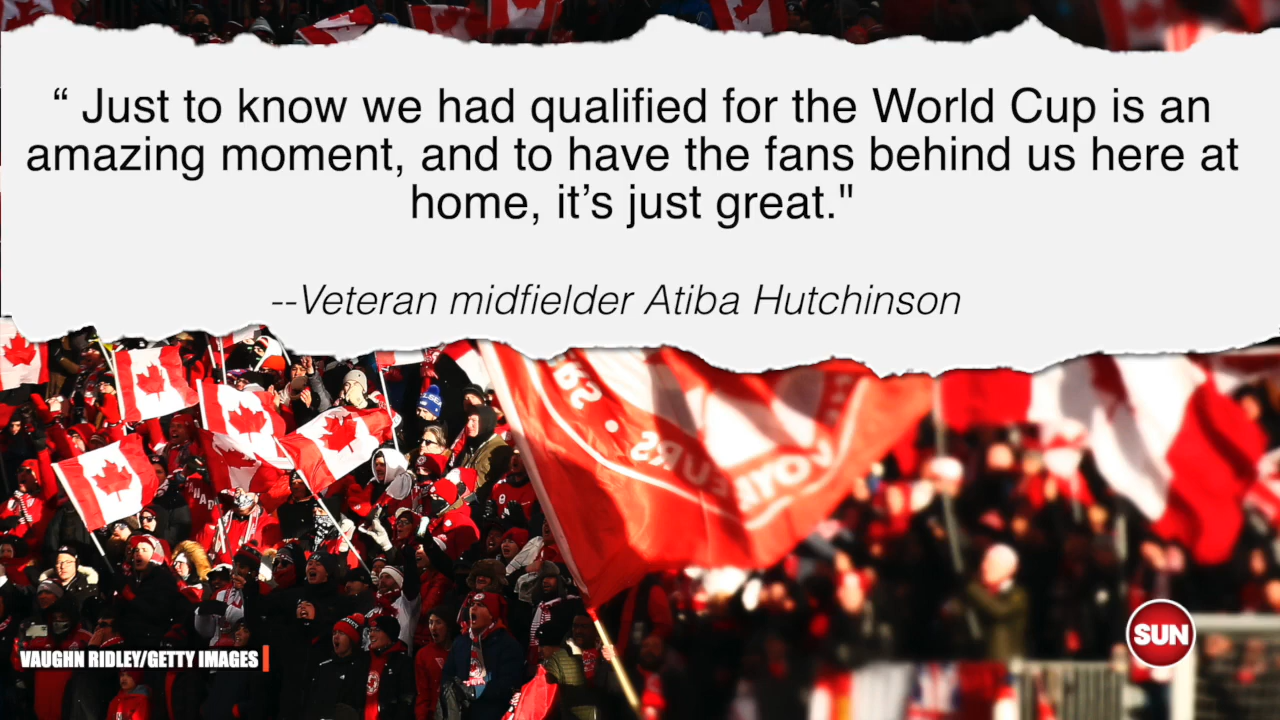 “ Just to know we had qualified for the World Cup is an
amazing moment, and to have the fans behind us here at
home, it’s just great."
--Veteran midfielder Atiba Hutchinson
VAUGHN RIDLEY/GETTY IMAGES
SUN